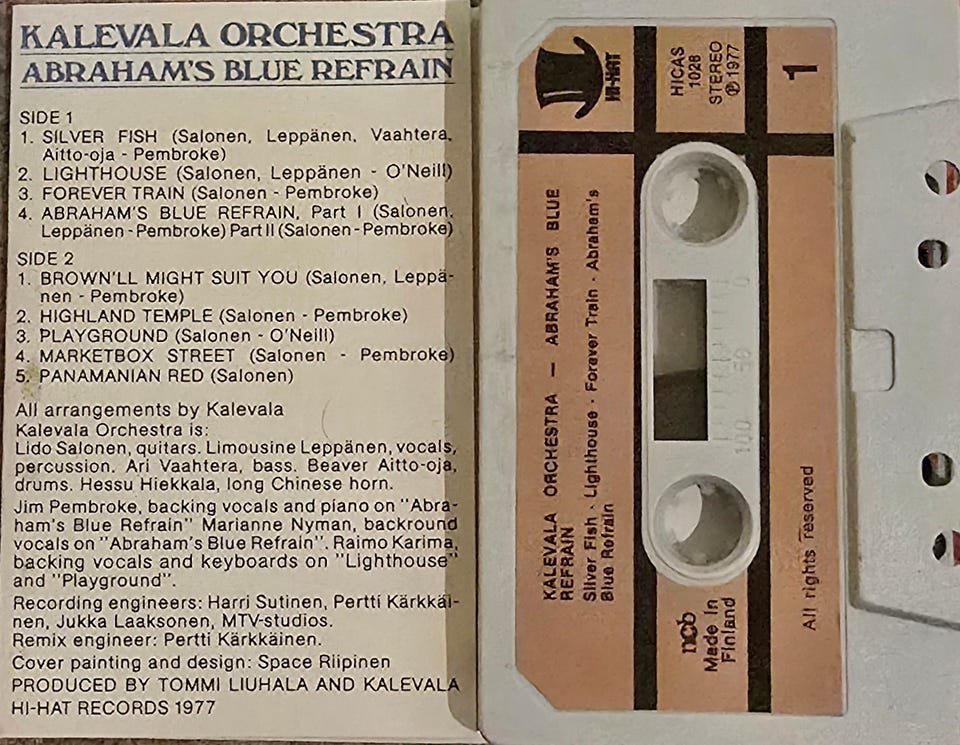 KALEVALA ORCHESTRA
ABRAHAM'S BLUE REFRAIN
SIDE 1
1. SILVER FISH (Salonen, Leppänen, Vaahtera,
Aitto-oja - Pembroke)
2. LIGHTHOUSE (Salonen, Leppänen - O'Neill)
3. FOREVER TRAIN (Salonen - Pembroke)
4. ABRAHAM'S BLUE REFRAIN, Part I (Salonen,
Leppänen - Pembroke) Part II (Salonen - Pembroke)
SIDE 2
1. BROWN'LL MIGHT SUIT YOU (Salonen, Leppä-
nen - Pembroke)
2. HIGHLAND TEMPLE (Salonen - Pembroke)
3. PLAYGROUND (Salonen - O'Neill)
4. MARKETBOX STREET (Salonen - Pembroke)
5. PANAMANIAN RED (Salonen)
All arrangements by Kalevala
Kalevala Orchestra is:
Lido Salonen, quitars. Limousine Leppänen, vocals,
percussion. Ari Vaahtera, bass. Beaver Aitto-oja,
drums. Hessu Hiekkala, long Chinese horn.
Jim Pembroke, backing vocals and piano on "Abra-
ham's Blue Refrain" Marianne Nyman, backround
vocals on "Abraham's Blue Refrain". Raimo Karima,
backing vocals and keyboards on "Lighthouse"
and "Playground".
Recording engineers: Harri Sutinen, Pertti Kärkkäi-
nen, Jukka Laaksonen, MTV-studios.
Remix engineer: Pertti Kärkkäinen.
Cover painting and design: Space Riipinen
PRODUCED BY TOMMI LIUHALA AND KALEVALA
HI-HAT RECORDS 1977
HI-HAT
HICAS
1028
STEREO
℗ 1977
1
KALEVALA ORCHESTRA — ABRAHAM'S BLUE
REFRAIN
Silver Fish · Lighthouse · Forever Train · Abraham's
Blue Refrain
100 50 0
ncb
Made in
Finland
All rights reserved